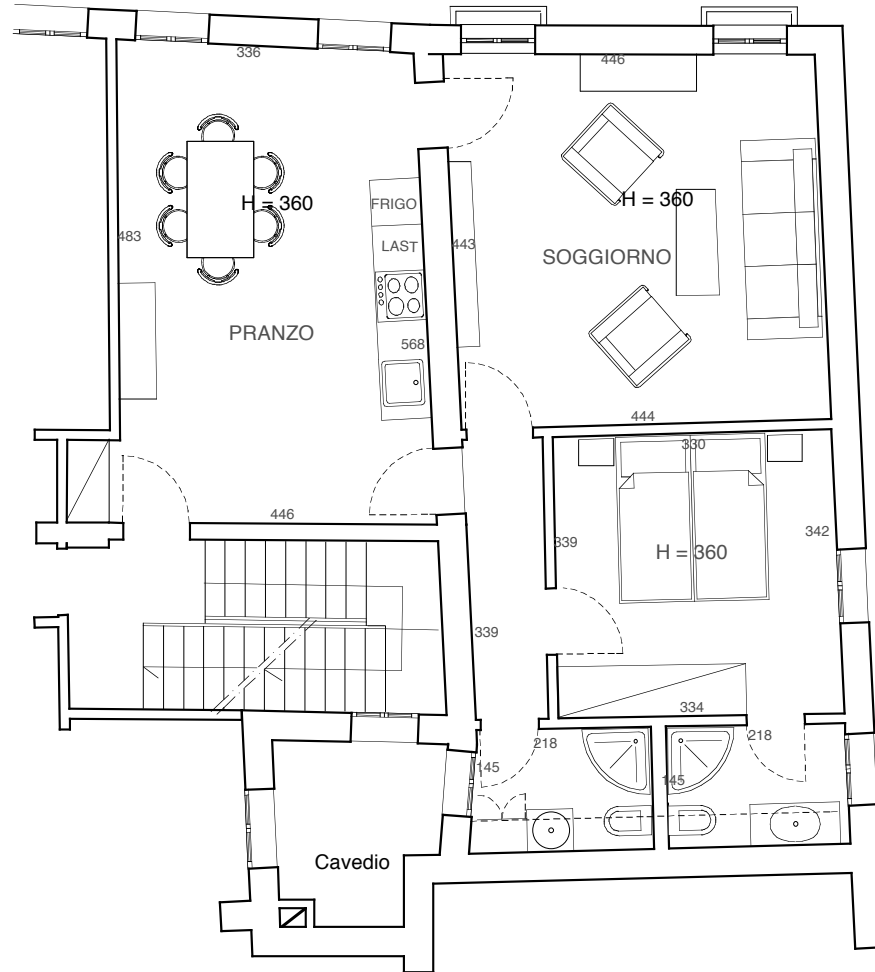 336
446
H = 360
H = 360
FRIGO
483
LAST
443
SOGGIORNO
PRANZO
568
444
330
446
339
H = 360
342
339
334
218
218
145
145
Cavedio